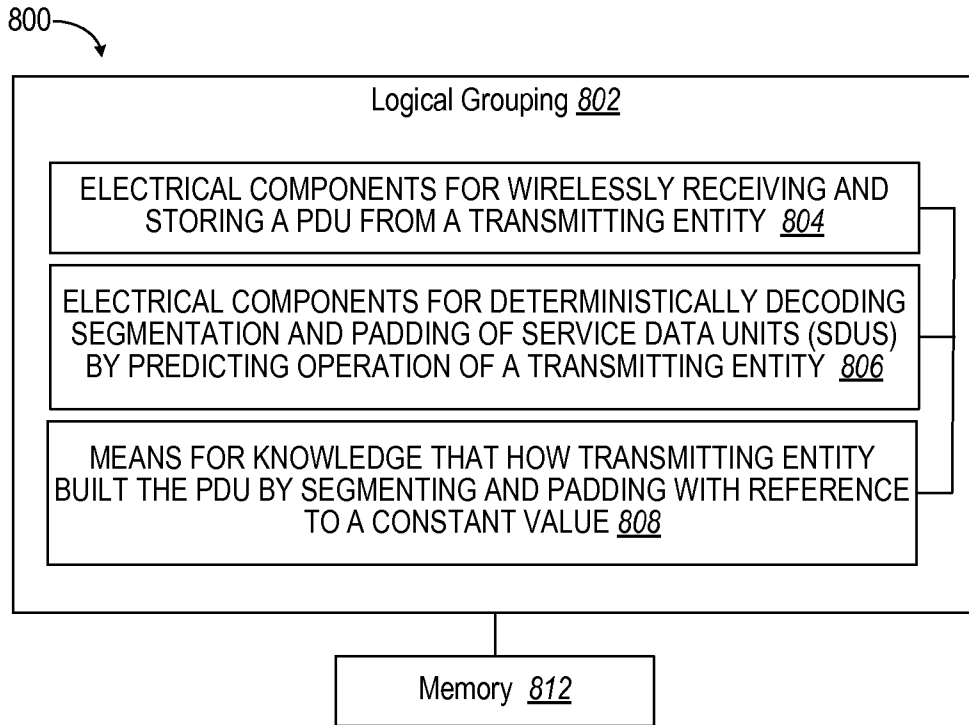 800
Logical Grouping 802
ELECTRICAL COMPONENTS FOR WIRELESSLY RECEIVING AND
STORING A PDU FROM A TRANSMITTING ENTITY 804
ELECTRICAL COMPONENTS FOR DETERMINISTICALLY DECODING
SEGMENTATION AND PADDING OF SERVICE DATA UNITS (SDUS)
BY PREDICTING OPERATION OF A TRANSMITTING ENTITY 806
MEANS FOR KNOWLEDGE THAT HOW TRANSMITTING ENTITY
BUILT THE PDU BY SEGMENTING AND PADDING WITH REFERENCE
TO A CONSTANT VALUE 808
Memory 812